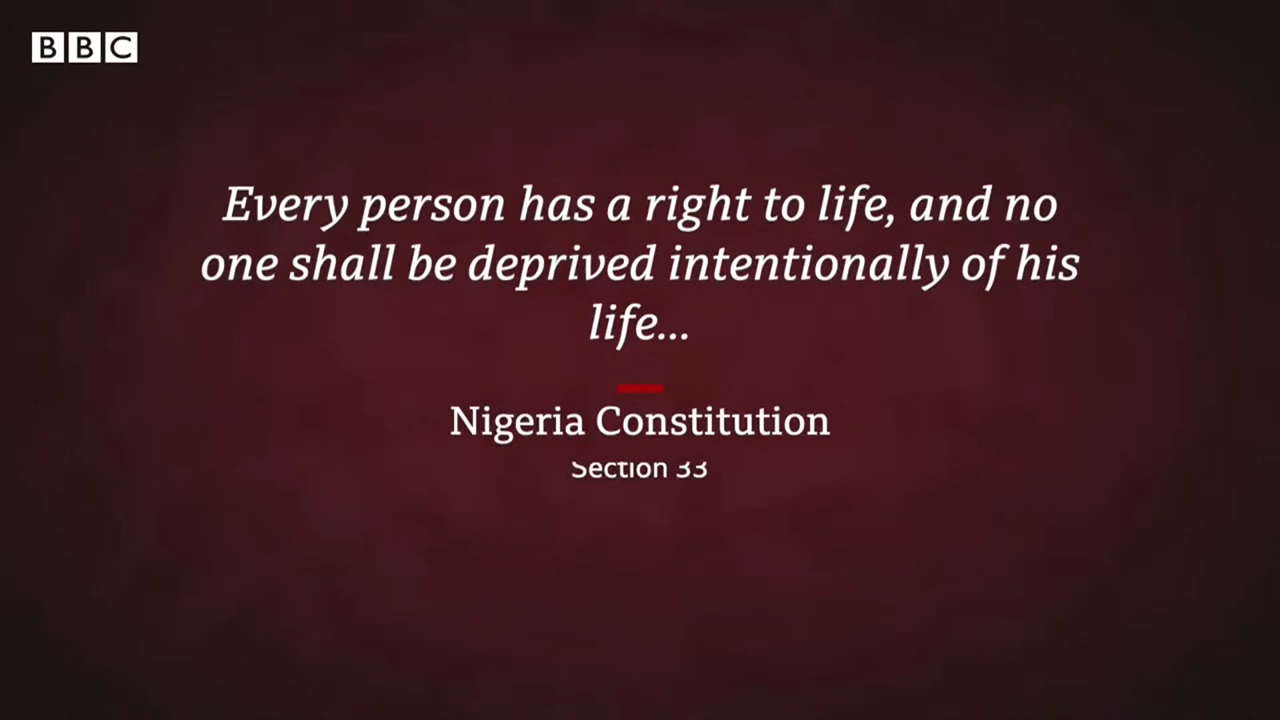 BBC
Every person has a right to life, and no
one shall be deprived intentionally of his
life...
Nigeria Constitution
Section 33